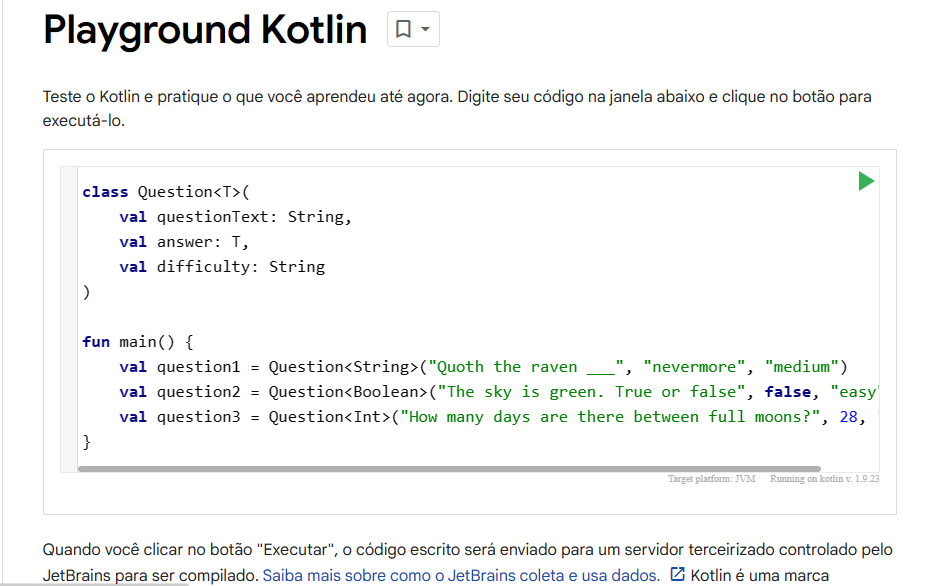 Playground Kotlin
Teste o Kotlin e pratique o que você aprendeu até agora. Digite seu código na janela abaixo e clique no botão para
executá-lo.
class Question<T>(
    val questionText: String,
    val answer: T,
    val difficulty: String
)
fun main() {
    val question1 = Question<String>("Quoth the raven ___", "nevermore", "medium")
    val question2 = Question<Boolean>("The sky is green. True or false", false, "easy"
    val question3 = Question<Int>("How many days are there between full moons?", 28, 
}
Target platform: JVM Running on kotlin v. 1.9.23
Quando você clicar no botão "Executar", o código escrito será enviado para um servidor terceirizado controlado pelo
JetBrains para ser compilado. Saiba mais sobre como o JetBrains coleta e usa dados. Kotlin é uma marca